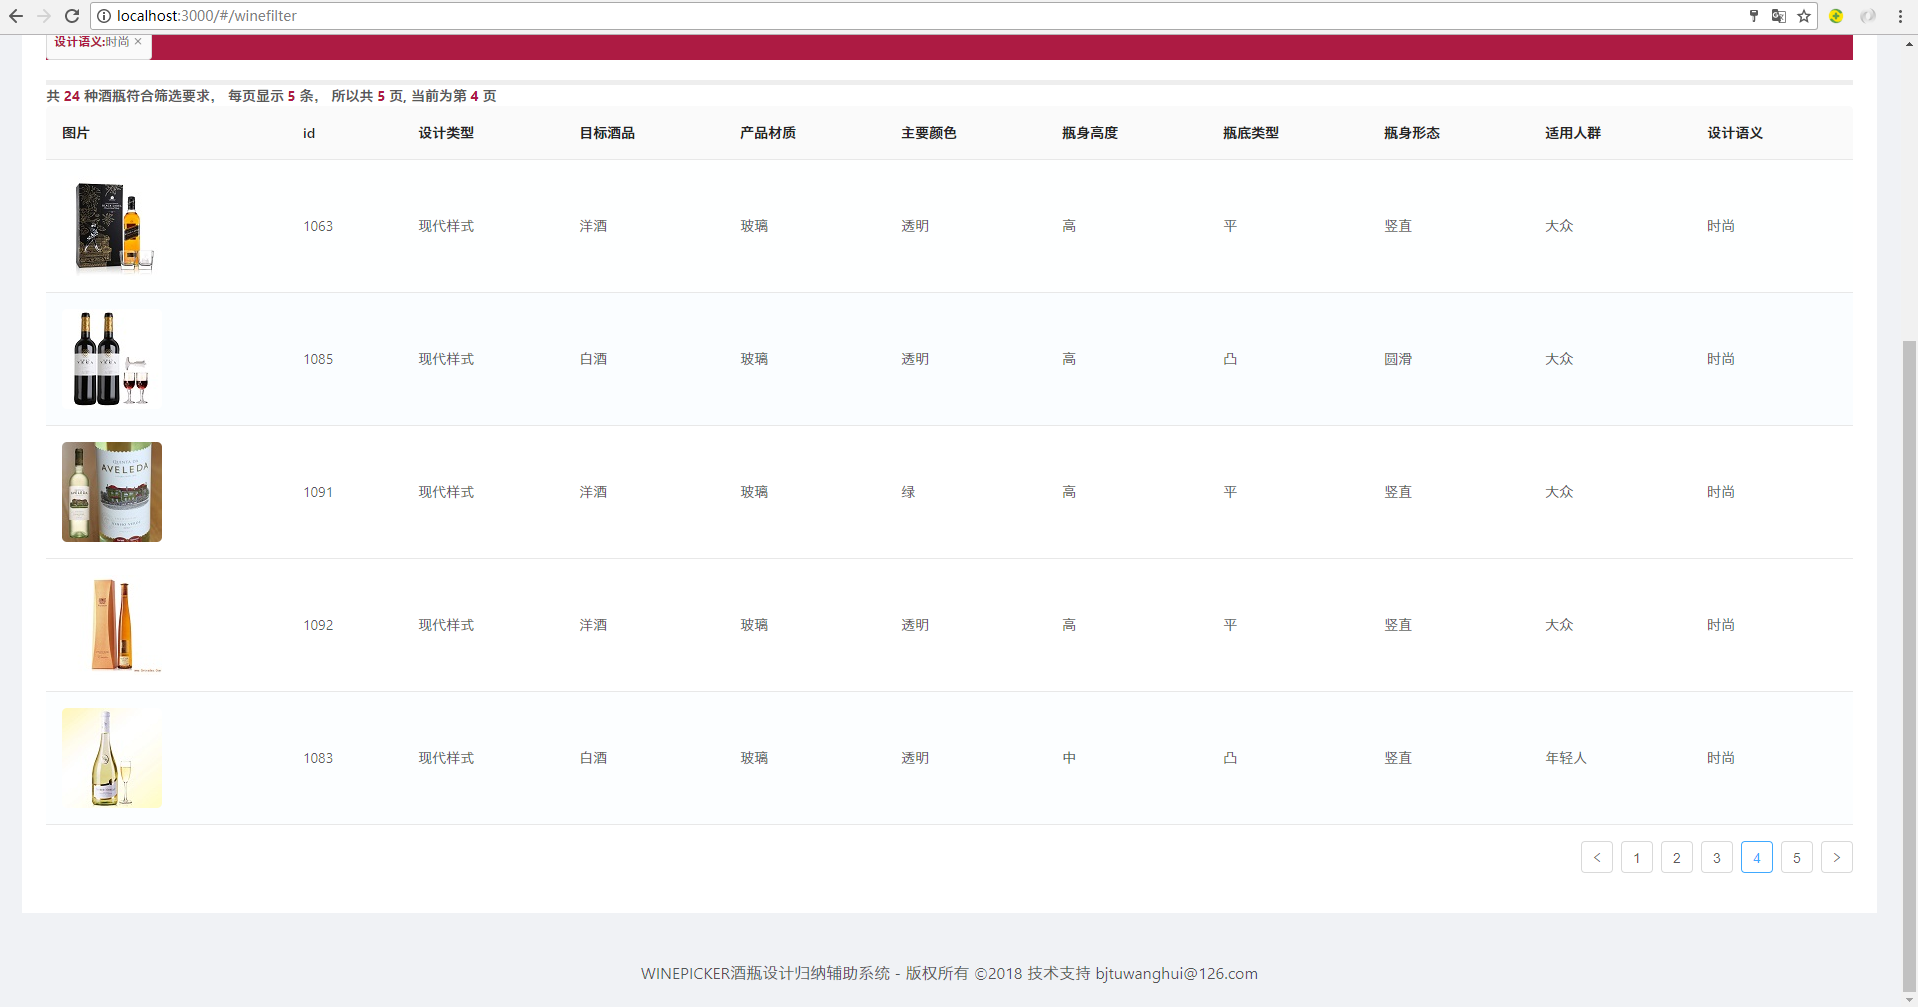 localhost:3000/#/winefilter
设计语义:时尚 ×
共 24 种酒瓶符合筛选要求， 每页显示 5 条， 所以共 5 页, 当前为第 4 页
图片 id 设计类型 目标酒品 产品材质 主要颜色 瓶身高度 瓶底类型 瓶身形态 适用人群 设计语义
1063 现代样式 洋酒 玻璃 透明 高 平 竖直 大众 时尚
1085 现代样式 白酒 玻璃 透明 高 凸 圆滑 大众 时尚
AVELEDA
1091 现代样式 洋酒 玻璃 绿 高 平 竖直 大众 时尚
1092 现代样式 洋酒 玻璃 透明 高 平 竖直 大众 时尚
1083 现代样式 白酒 玻璃 透明 中 凸 竖直 年轻人 时尚
< 1 2 3 4 5 >
WINEPICKER酒瓶设计归纳辅助系统 - 版权所有 ©2018 技术支持 bjtuwanghui@126.com